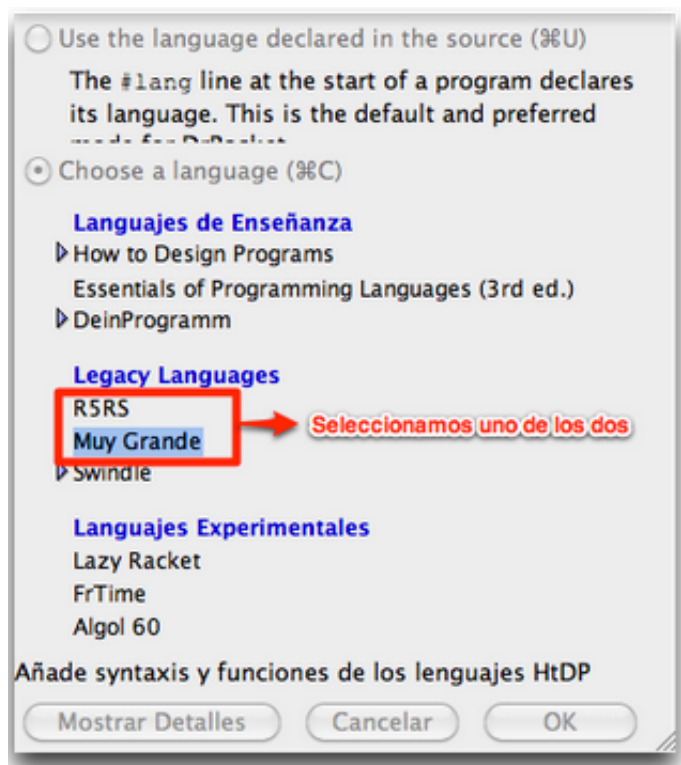 Use the language declared in the source (⌘U)
The #lang line at the start of a program declares
its language. This is the default and preferred
mode for DrRacket
Choose a language (⌘C)
Languajes de Enseñanza
How to Design Programs
Essentials of Programming Languages (3rd ed.)
DeinProgramm
Legacy Languages
R5RS
Muy Grande
Seleccionamos uno de los dos
Swindle
Languajes Experimentales
Lazy Racket
FrTime
Algol 60
Añade syntaxis y funciones de los lenguajes HtDP
Mostrar Detalles
Cancelar
OK